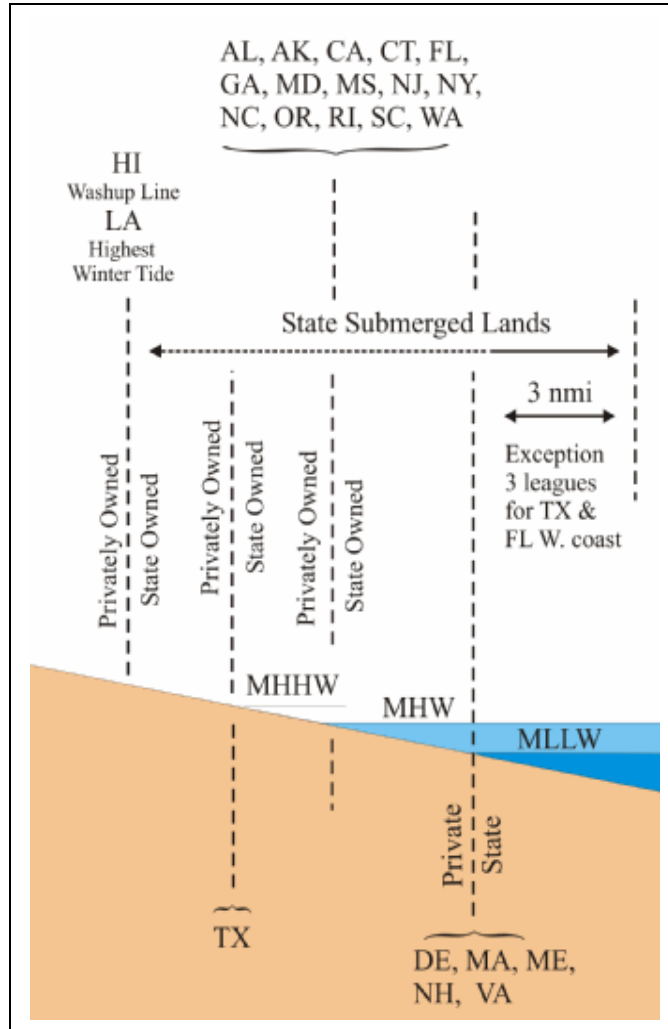 AL, AK, CA, CT, FL,
GA, MD, MS, NJ, NY,
NC, OR, RI, SC, WA
HI
Washup Line
LA
Highest
Winter Tide
State Submerged Lands
3 nmi
Exception
3 leagues
for TX &
FL W. coast
Privately Owned
State Owned
Privately Owned
State Owned
Privately Owned
State Owned
MHHW
MHW
MLLW
Private
State
TX
DE, MA, ME,
NH, VA